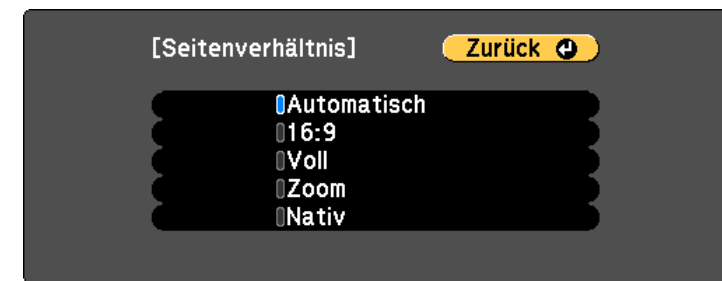 [Seitenverhältnis] Zurück
Automatisch
16:9
Voll
Zoom
Nativ